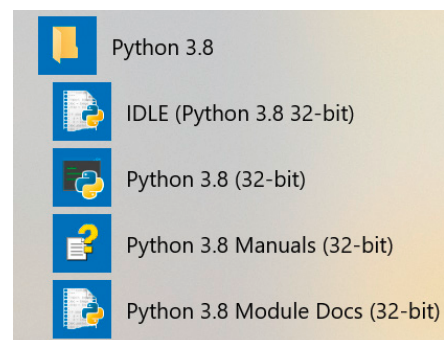 Python 3.8
IDLE (Python 3.8 32-bit)
Python 3.8 (32-bit)
Python 3.8 Manuals (32-bit)
Python 3.8 Module Docs (32-bit)